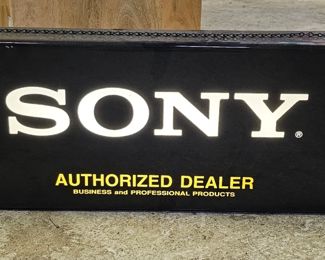 SONY®
AUTHORIZED DEALER
BUSINESS and PROFESSIONAL PRODUCTS